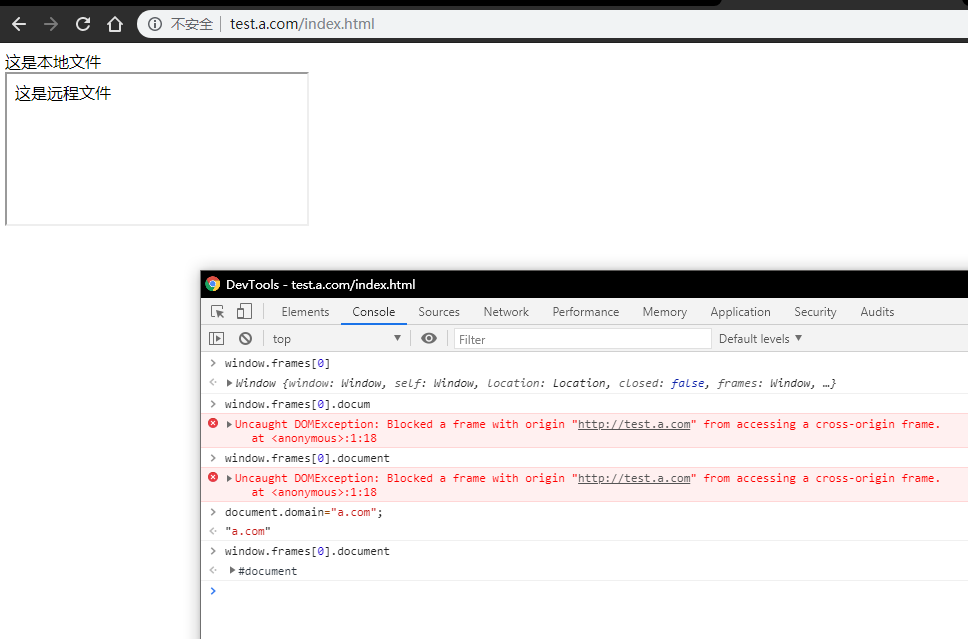 不安全 test.a.com/index.html
这是本地文件
这是远程文件
DevTools - test.a.com/index.html
Elements Console Sources Network Performance Memory Application Security Audits
top Filter Default levels
window.frames[0]
Window {window: Window, self: Window, location: Location, closed: false, frames: Window, …}
window.frames[0].docum
Uncaught DOMException: Blocked a frame with origin "http://test.a.com" from accessing a cross-origin frame.
at <anonymous>:1:18
window.frames[0].document
Uncaught DOMException: Blocked a frame with origin "http://test.a.com" from accessing a cross-origin frame.
at <anonymous>:1:18
document.domain="a.com";
"a.com"
window.frames[0].document
#document